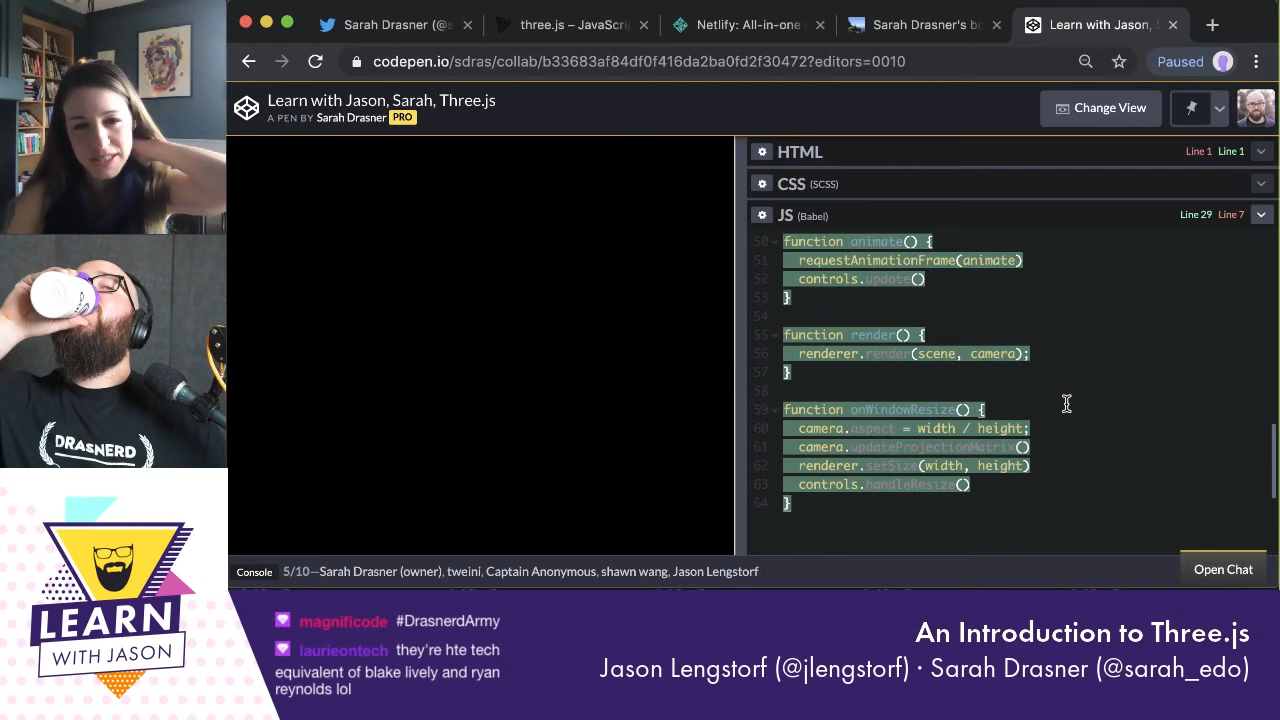 Sarah Drasner (@s
three.js – JavaScri
Netlify: All-in-one
Sarah Drasner's bo
Learn with Jason,
codepen.io/sdras/collab/b33683af84df0f416da2ba0fd2f30472?editors=0010
Paused
Learn with Jason, Sarah, Three.js
A PEN BY Sarah Drasner PRO
Change View
HTML
Line 1 Line 1
CSS (SCSS)
JS (Babel)
Line 29 Line 7
50 function animate() {
51 requestAnimationFrame(animate)
52 controls.update()
53 }
54
55 function render() {
56 renderer.render(scene, camera);
57 }
58
59 function onWindowResize() {
60 camera.aspect = width / height;
61 camera.updateProjectionMatrix()
62 renderer.setSize(width, height)
63 controls.handleResize()
64 }
Console 5/10—Sarah Drasner (owner), tweini, Captain Anonymous, shawn wang, Jason Lengstorf
Open Chat
DRASNERD
LEARN
WITH JASON
magnificode #DrasnerdArmy
laurieontech they're hte tech
equivalent of blake lively and ryan
reynolds lol
An Introduction to Three.js
Jason Lengstorf (@jlengstorf) · Sarah Drasner (@sarah_edo)